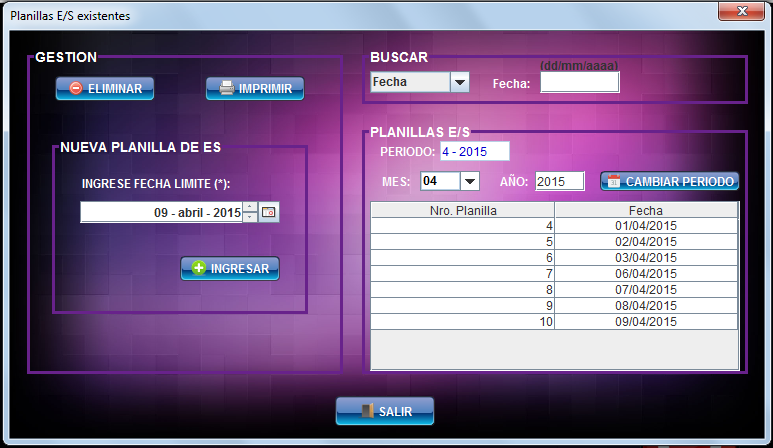 Planillas E/S existentes
GESTION
ELIMINAR
IMPRIMIR
NUEVA PLANILLA DE ES
INGRESE FECHA LIMITE (*):
09 - abril - 2015
INGRESAR
BUSCAR
(dd/mm/aaaa)
Fecha
Fecha:
PLANILLAS E/S
PERIODO: 4 - 2015
MES: 04 AÑO: 2015 CAMBIAR PERIODO
Nro. Planilla Fecha
4 01/04/2015
5 02/04/2015
6 03/04/2015
7 06/04/2015
8 07/04/2015
9 08/04/2015
10 09/04/2015
SALIR